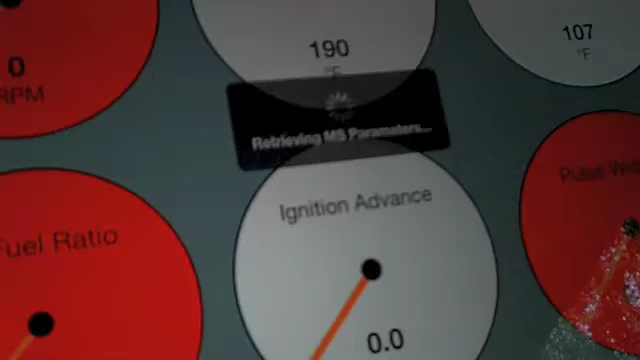 190
°F
107
°F
0
RPM
Retrieving MS Parameters...
Ignition Advance
Fuel Ratio
0.0